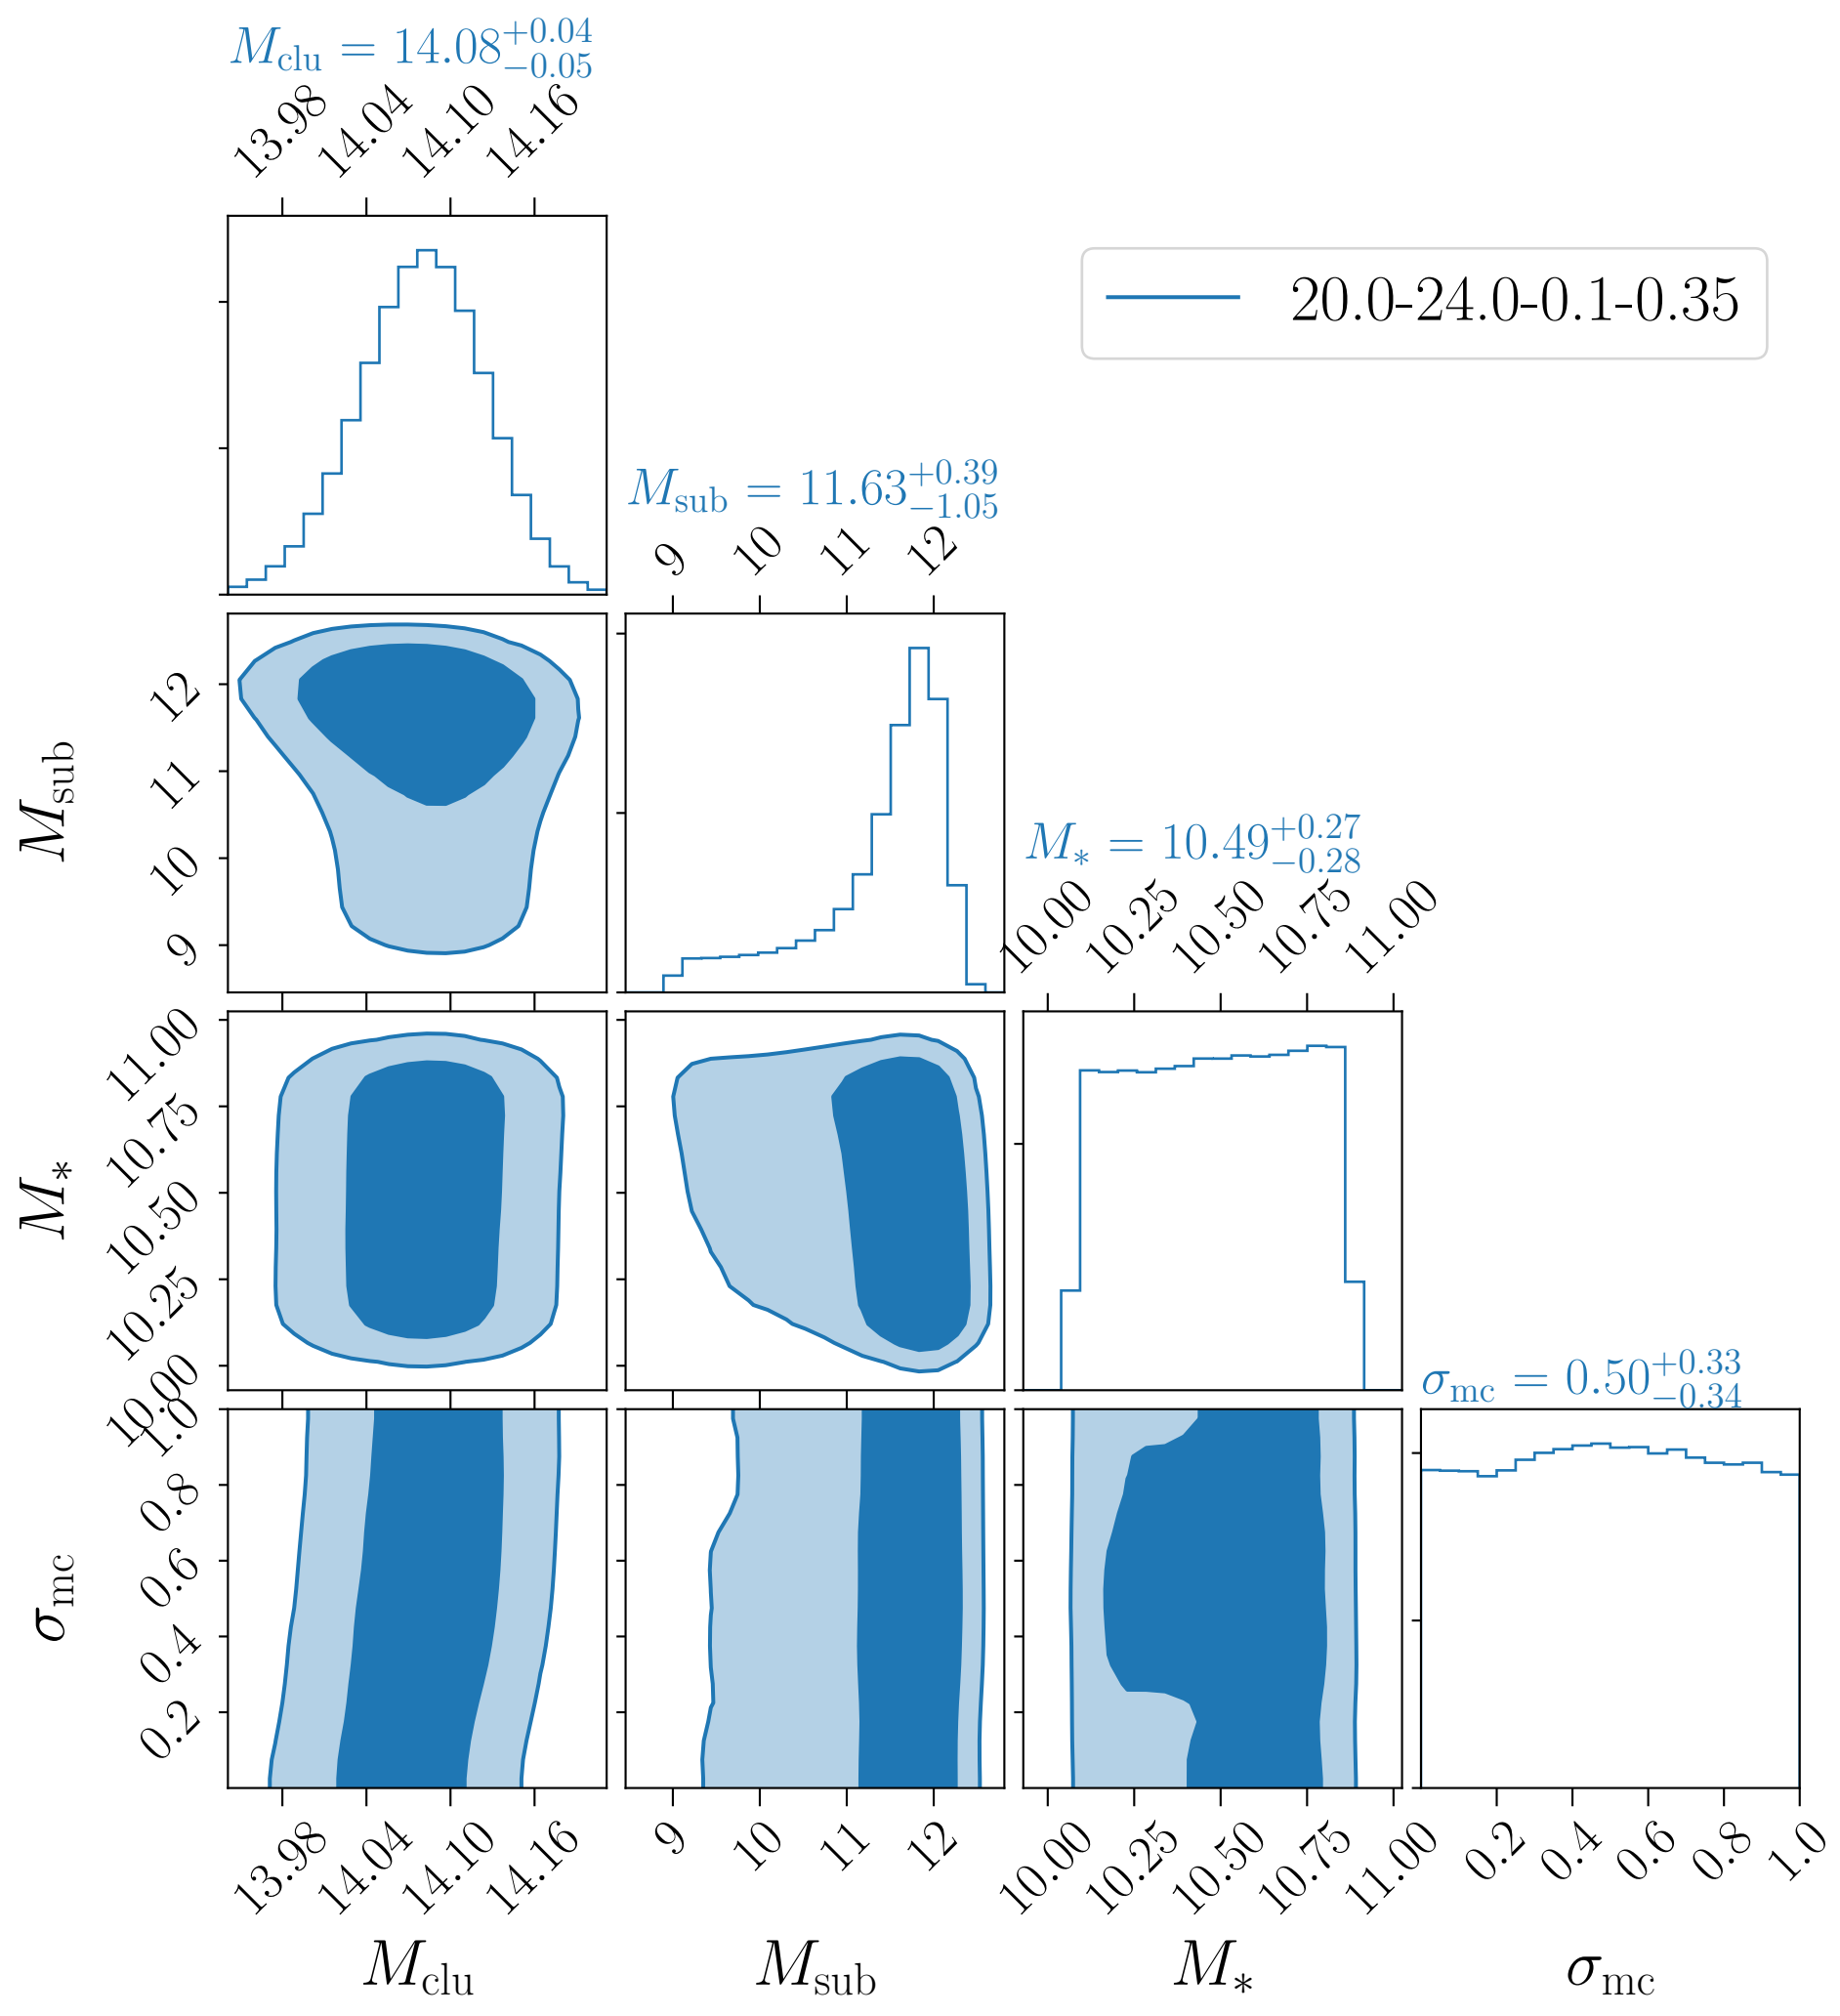 M_clu = 14.08^{+0.04}_{-0.05}
13.98 14.04 14.10 14.16
20.0-24.0-0.1-0.35
M_sub = 11.63^{+0.39}_{-1.05}
9 10 11 12
M_sub
12
11
10
9
M_* = 10.49^{+0.27}_{-0.28}
10.00 10.25 10.50 10.75 11.00
M_*
11.00
10.75
10.50
10.25
10.00
σ_mc = 0.50^{+0.33}_{-0.34}
σ_mc
1.0
0.8
0.6
0.4
0.2
13.98 14.04 14.10 14.16 9 10 11 12 10.00 10.25 10.50 10.75 11.00 0.2 0.4 0.6 0.8 1.0
M_clu M_sub M_* σ_mc